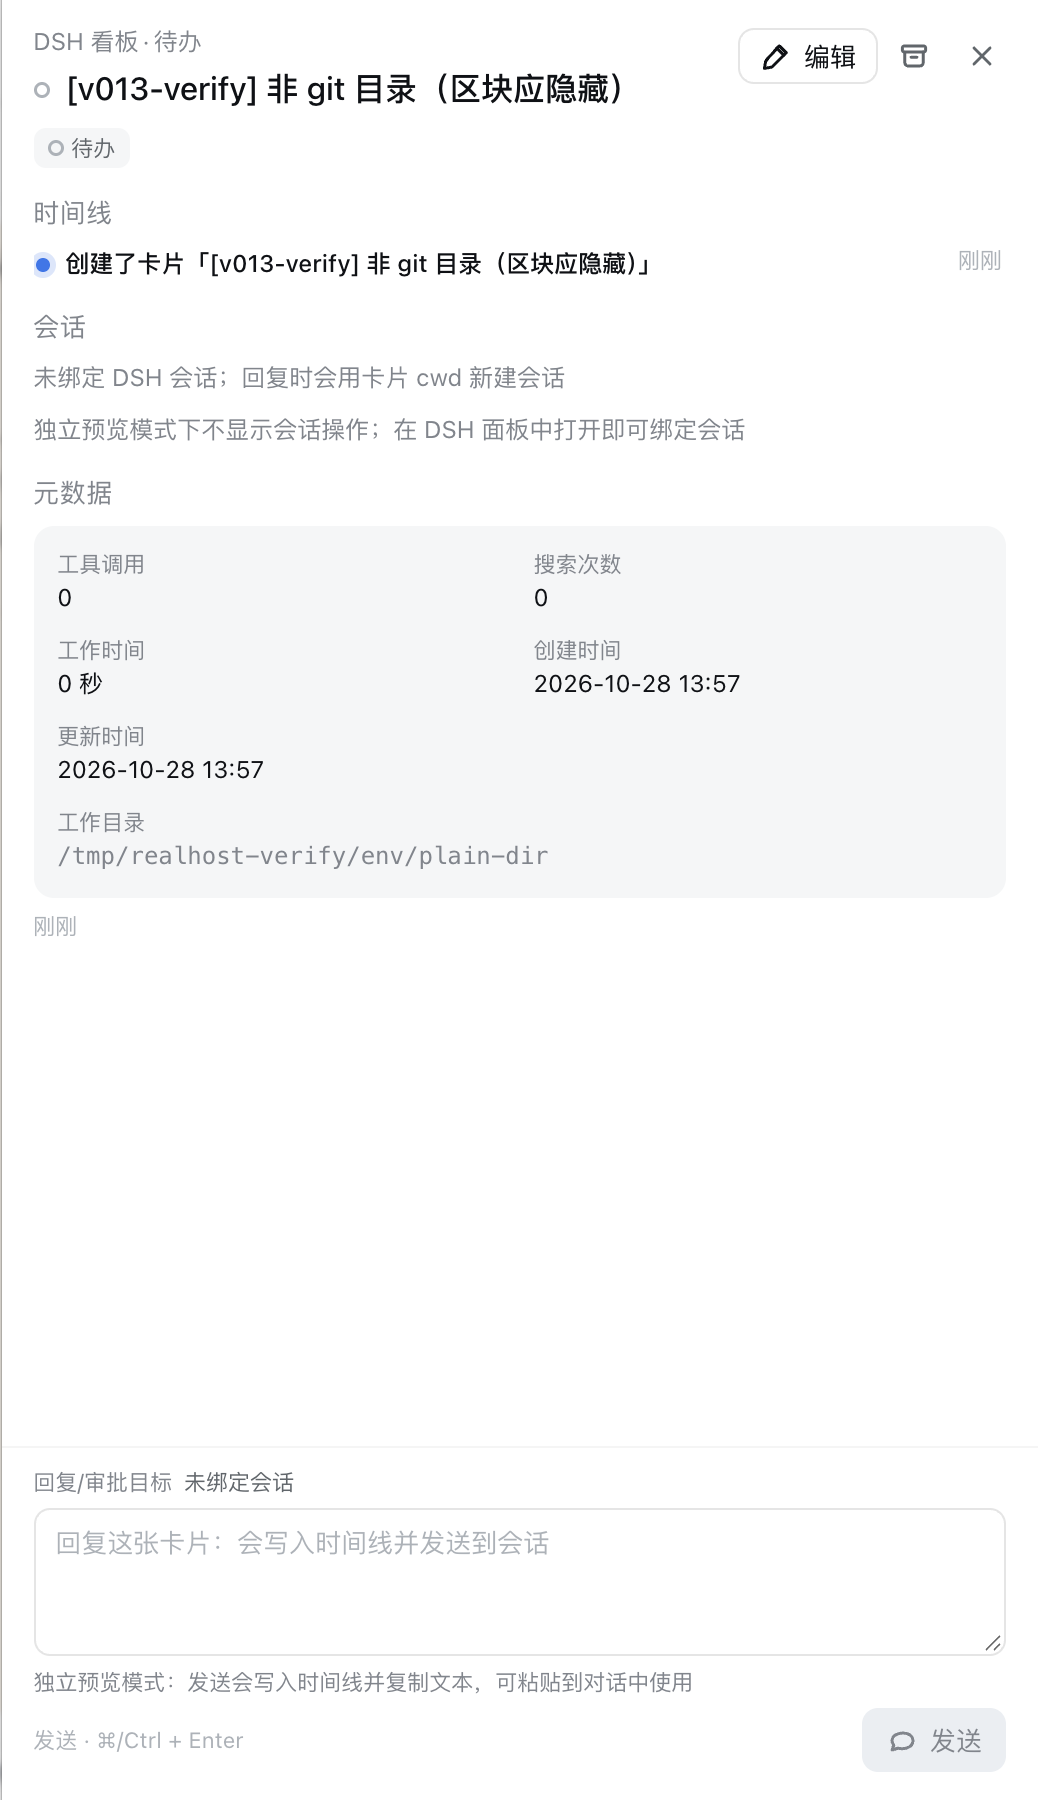 DSH 看板 · 待办
编辑
[v013-verify] 非 git 目录（区块应隐藏）
待办
时间线
创建了卡片「[v013-verify] 非 git 目录（区块应隐藏）」
刚刚
会话
未绑定 DSH 会话；回复时会用卡片 cwd 新建会话
独立预览模式下不显示会话操作；在 DSH 面板中打开即可绑定会话
元数据
工具调用
0
搜索次数
0
工作时间
0 秒
创建时间
2026-10-28 13:57
更新时间
2026-10-28 13:57
工作目录
/tmp/realhost-verify/env/plain-dir
刚刚
回复/审批目标 未绑定会话
回复这张卡片：会写入时间线并发送到会话
独立预览模式：发送会写入时间线并复制文本，可粘贴到对话中使用
发送 · ⌘/Ctrl + Enter
发送